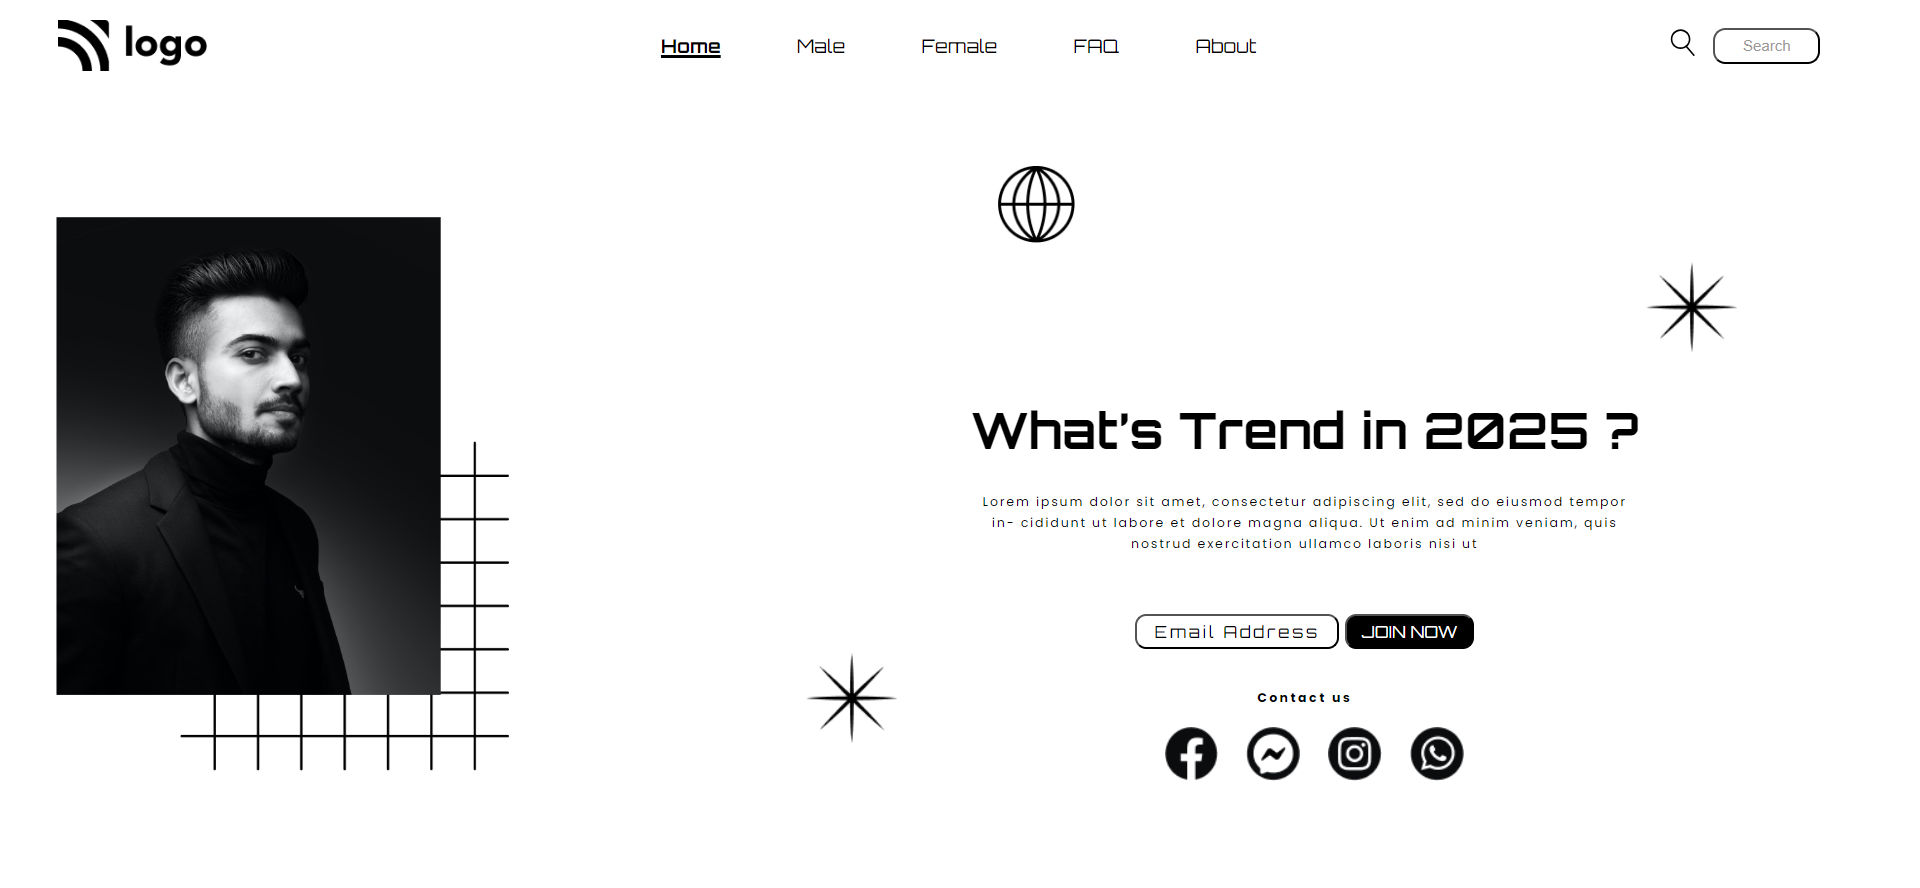 logo
Home Male Female FAQ About
Search
What's Trend in 2025 ?
Lorem ipsum dolor sit amet, consectetur adipiscing elit, sed do eiusmod tempor
in- cididunt ut labore et dolore magna aliqua. Ut enim ad minim veniam, quis
nostrud exercitation ullamco laboris nisi ut
Email Address JOIN NOW
Contact us